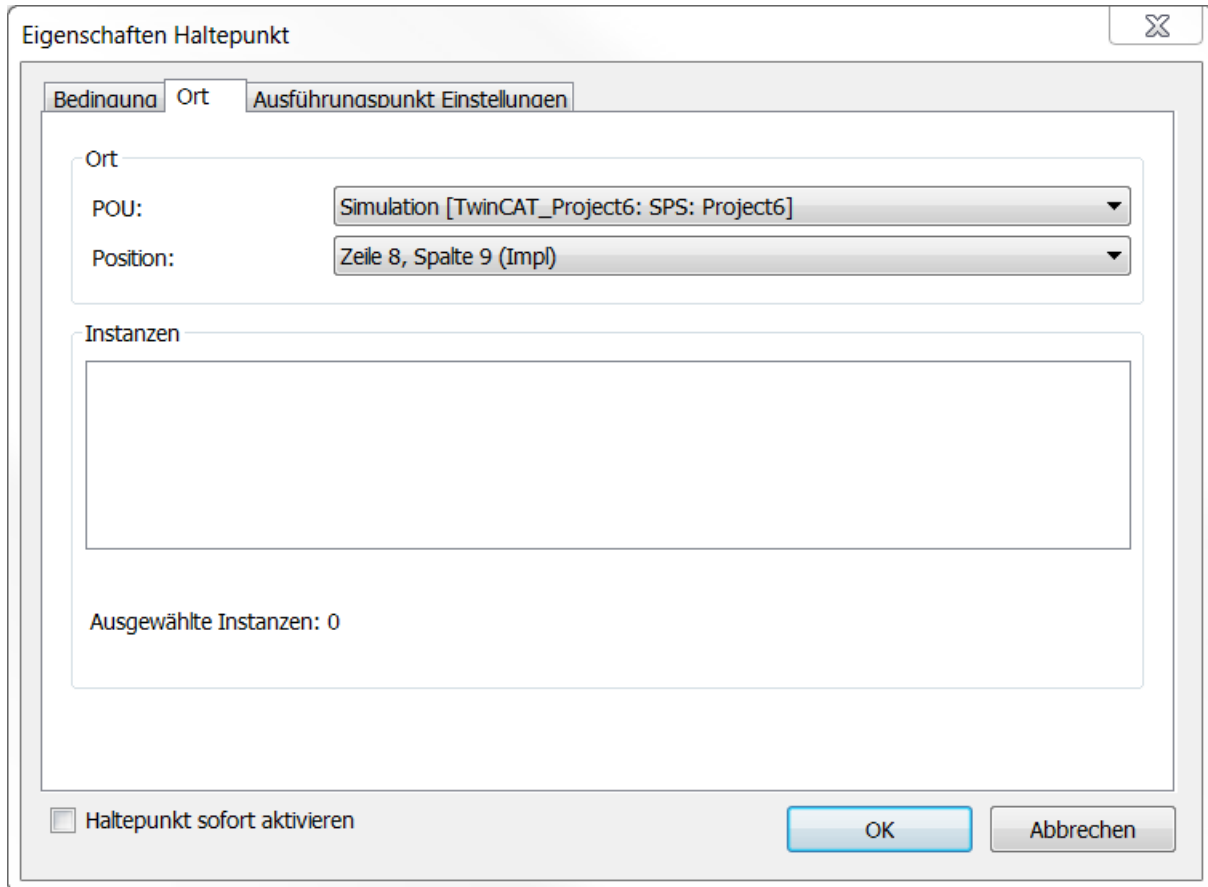 Eigenschaften Haltepunkt
Bedingung Ort Ausführungspunkt Einstellungen
Ort
POU: Simulation [TwinCAT_Project6: SPS: Project6]
Position: Zeile 8, Spalte 9 (Impl)
Instanzen
Ausgewählte Instanzen: 0
Haltepunkt sofort aktivieren OK Abbrechen